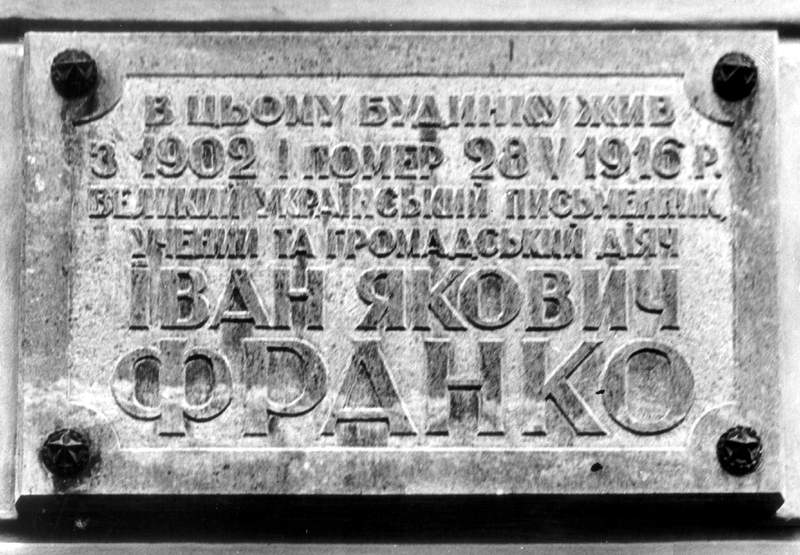 В ЦЬОМУ БУДИНКУ ЖИВ
З 1902 І ПОМЕР 28 V 1916 Р.
ВЕЛИКИЙ УКРАЇНСЬКИЙ ПИСЬМЕННИК,
УЧЕНИЙ ТА ГРОМАДСЬКИЙ ДІЯЧ
ІВАН ЯКОВИЧ
ФРАНКО